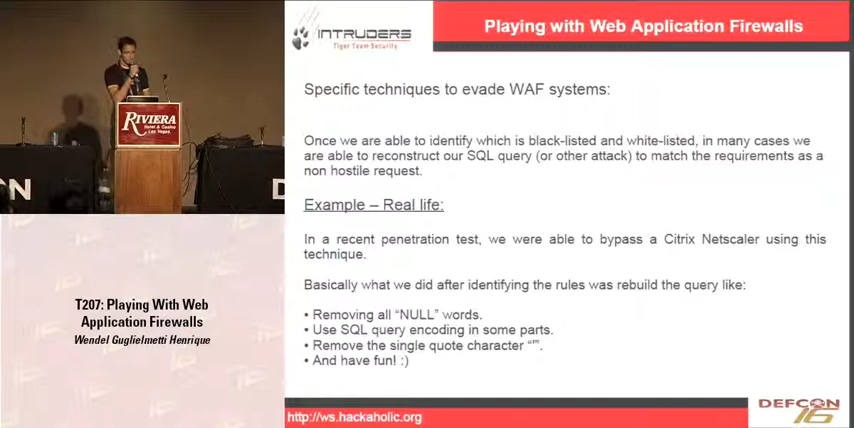 INTRUDERS
Tiger Team Security
Playing with Web Application Firewalls
Specific techniques to evade WAF systems:
Once we are able to identify which is black-listed and white-listed, in many cases we
are able to reconstruct our SQL query (or other attack) to match the requirements as a
non hostile request.
Example – Real life:
In a recent penetration test, we were able to bypass a Citrix Netscaler using this
technique.
Basically what we did after identifying the rules was rebuild the query like:
• Removing all “NULL” words.
• Use SQL query encoding in some parts.
• Remove the single quote character “'”.
• And have fun! :)
http://ws.hackaholic.org
DEFCON
16
RIVIERA
Hotel & Casino
Las Vegas
ON
D
T207: Playing With Web
Application Firewalls
Wendel Guglielmetti Henrique